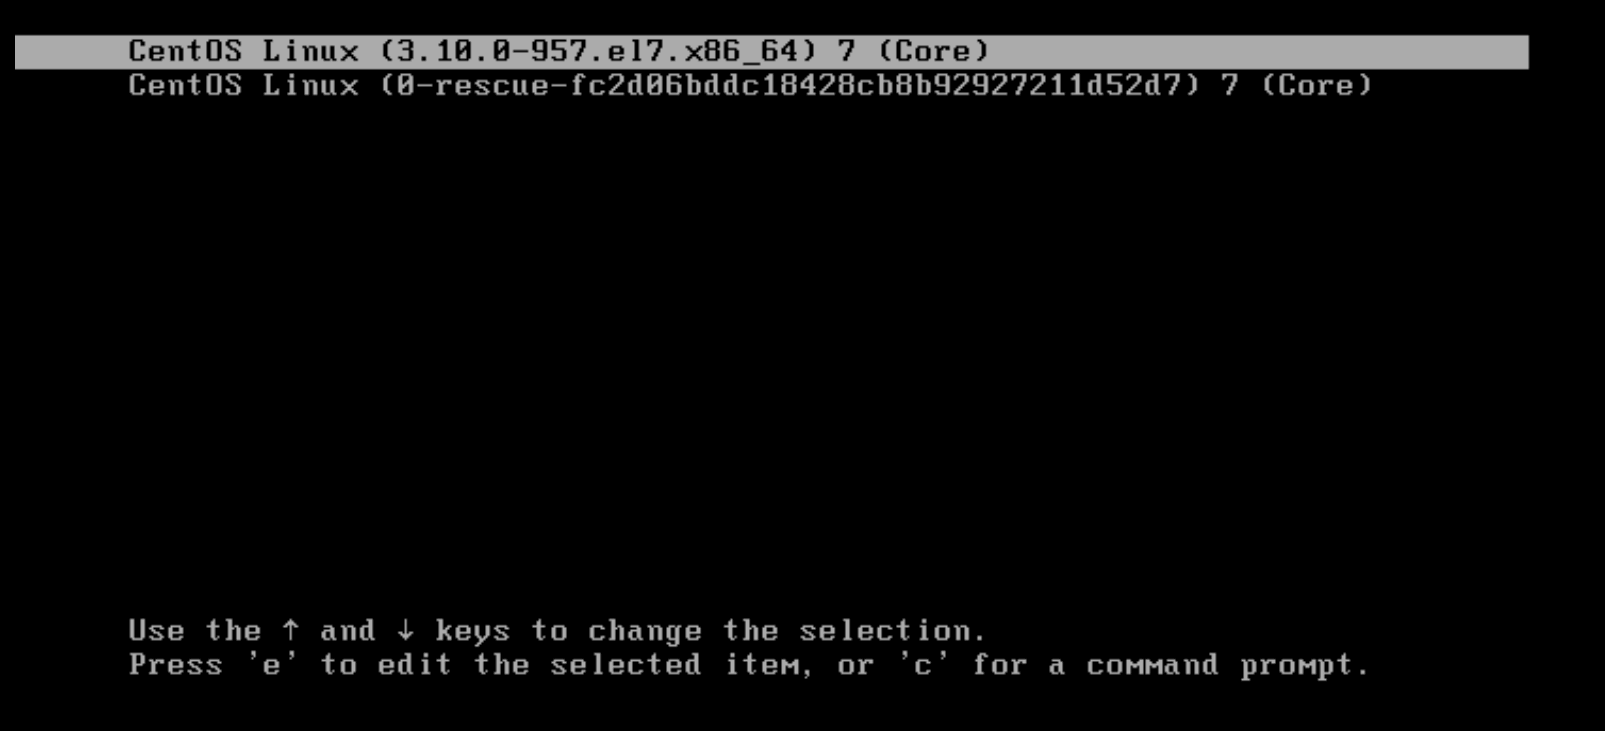 CentOS Linux (3.10.0-957.el7.x86_64) 7 (Core)
CentOS Linux (0-rescue-fc2d06bddc18428cb8b92927211d52d7) 7 (Core)
Use the ↑ and ↓ keys to change the selection.
Press 'e' to edit the selected item, or 'c' for a command prompt.